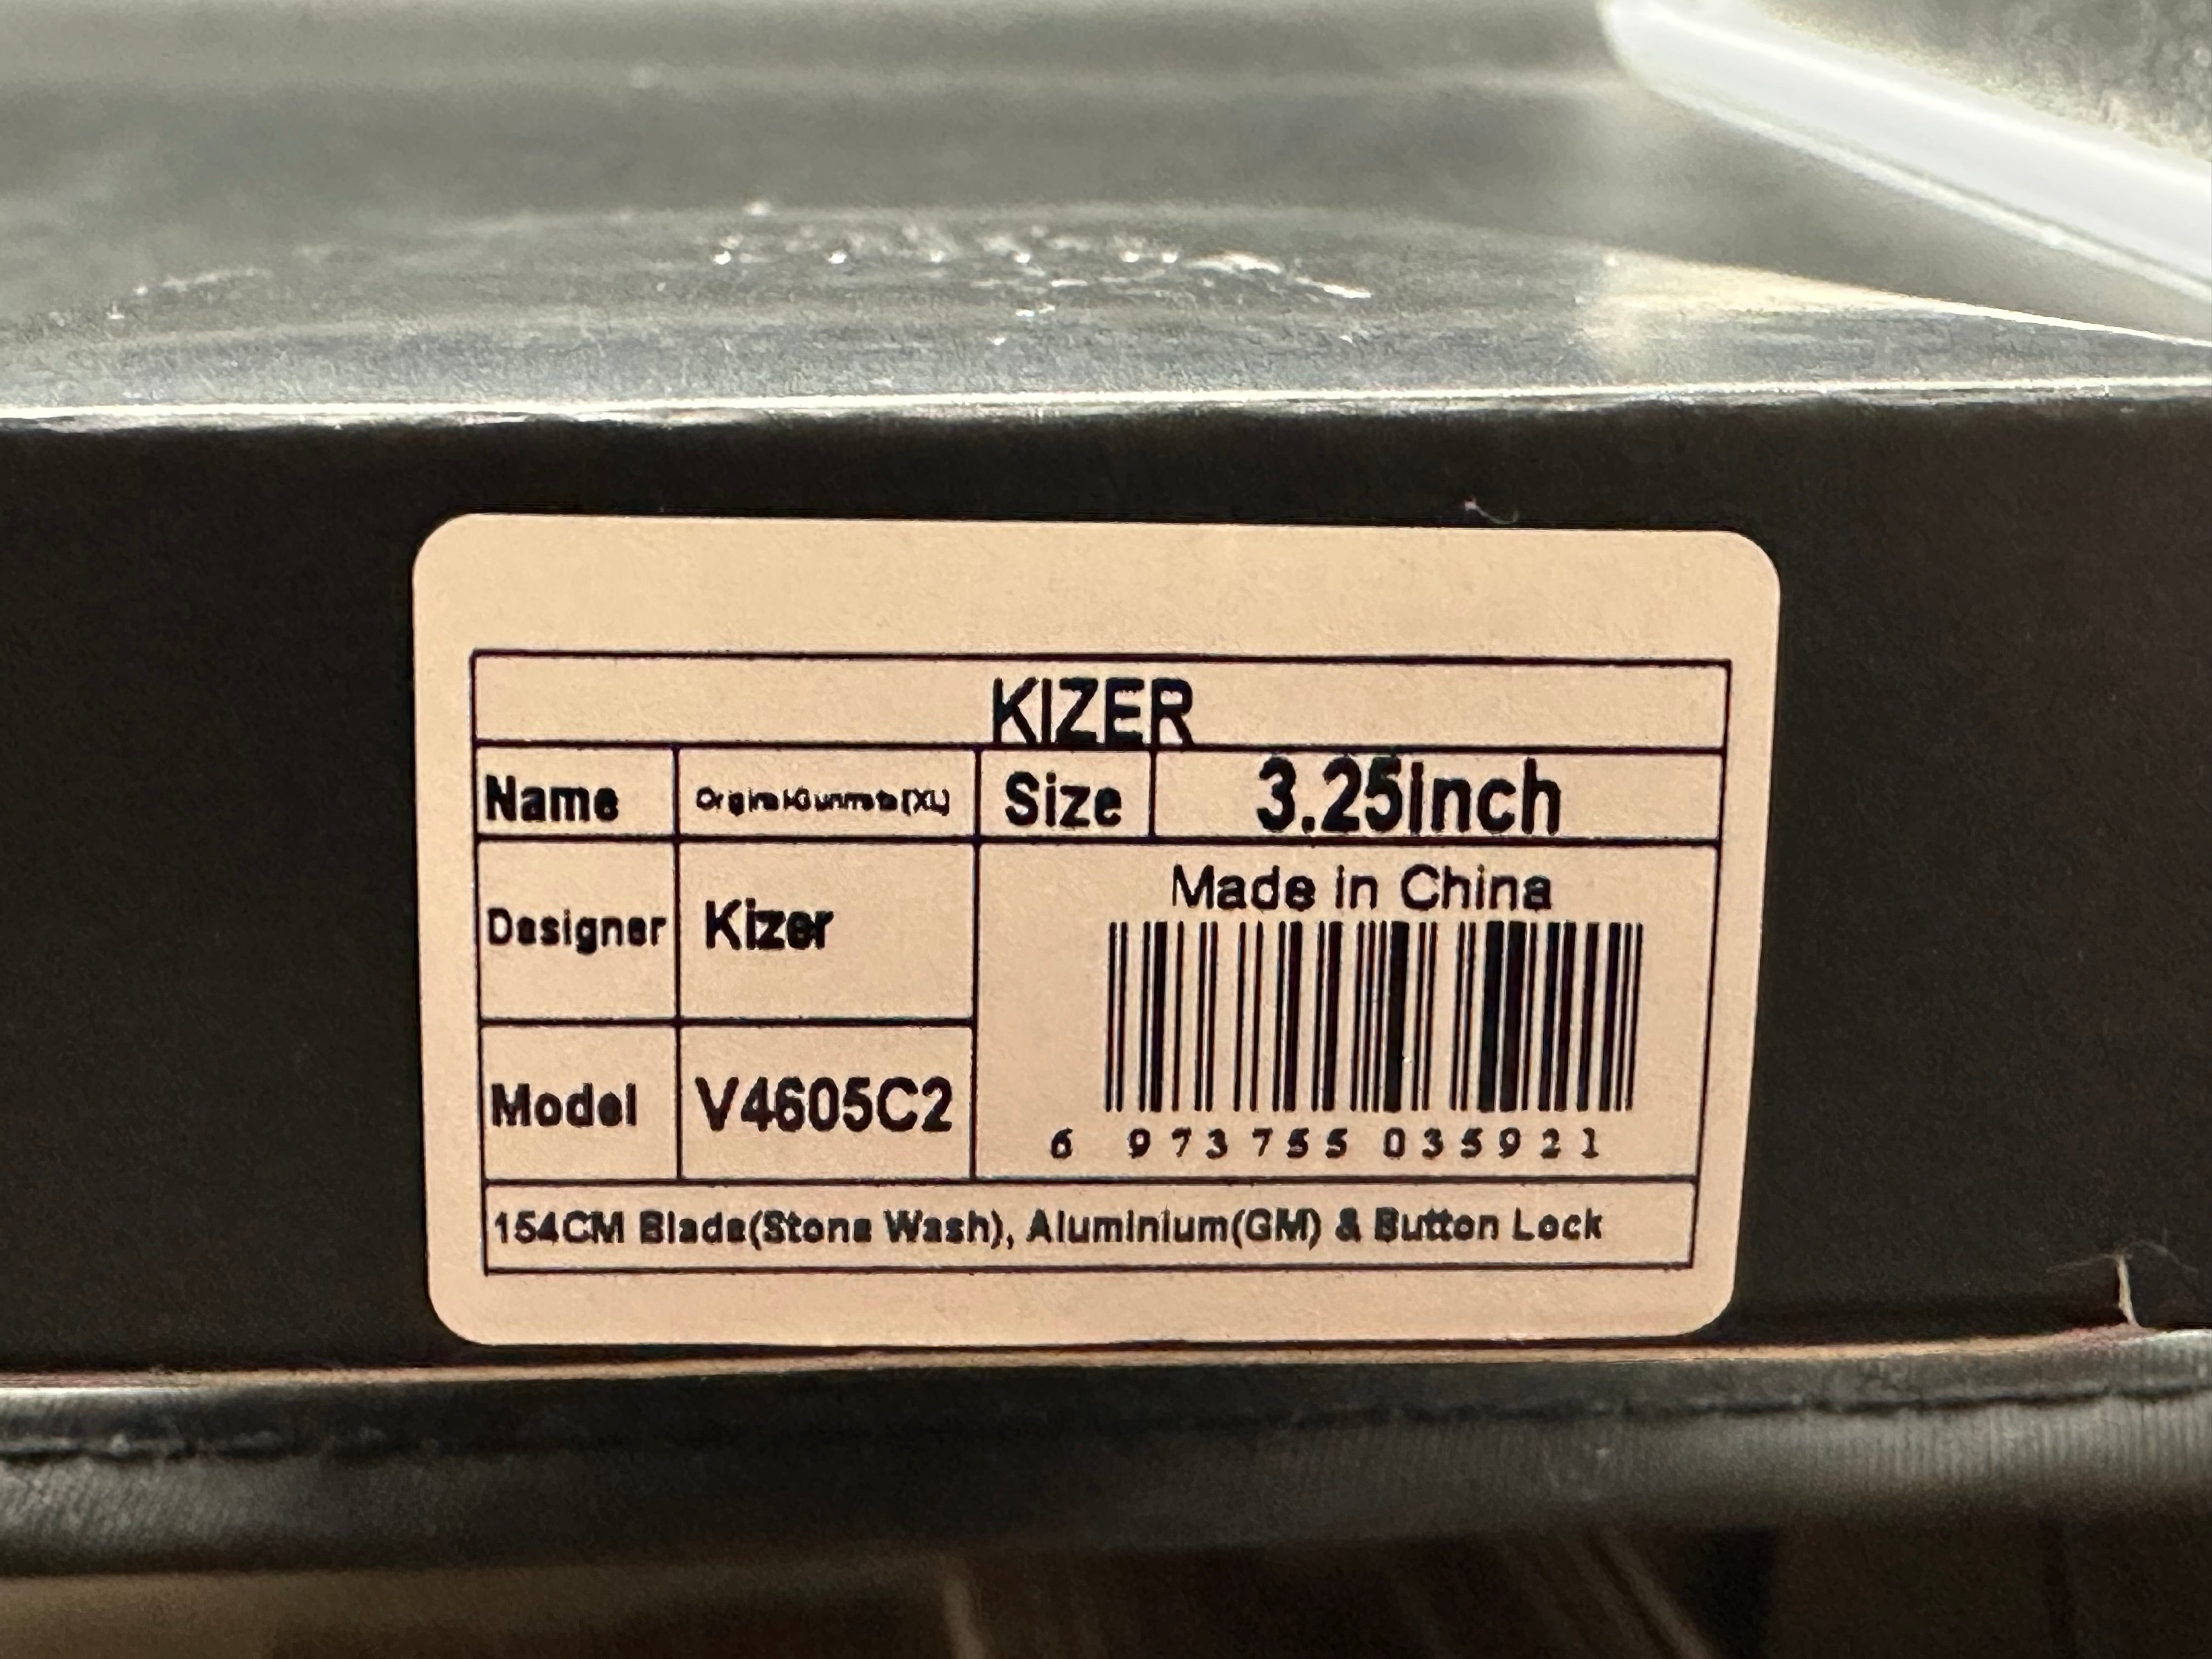 KIZER
Name Original-Gunmeta(XL) Size 3.25inch
Designer Kizer
Made in China
Model V4605C2
6 973755 035921
154CM Blade(Stone Wash), Aluminium(GM) & Button Lock